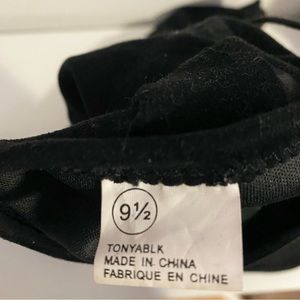 9½
TONYABLK
MADE IN CHINA
FABRIQUE EN CHINE